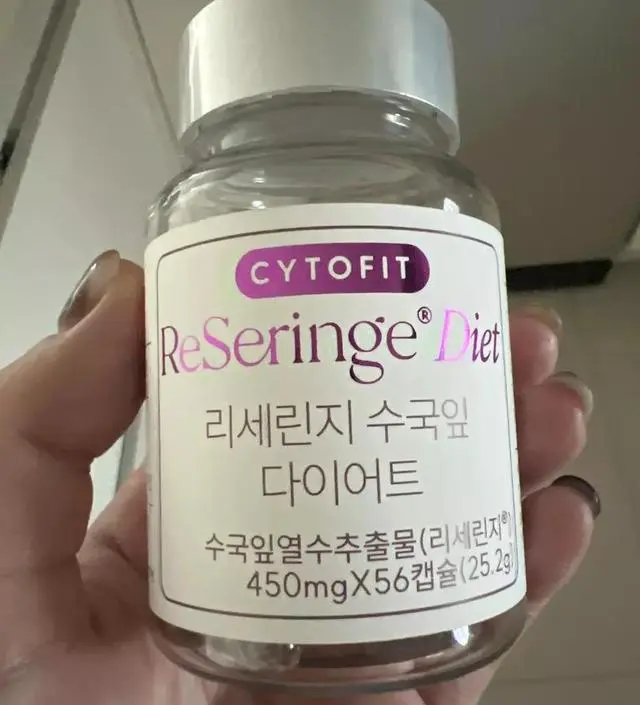 CYTOFIT
ReSeringe® Diet
리세린지 수국잎
다이어트
수국잎열수추출물(리세린지®)
450mgX56캡슐(25.2g)